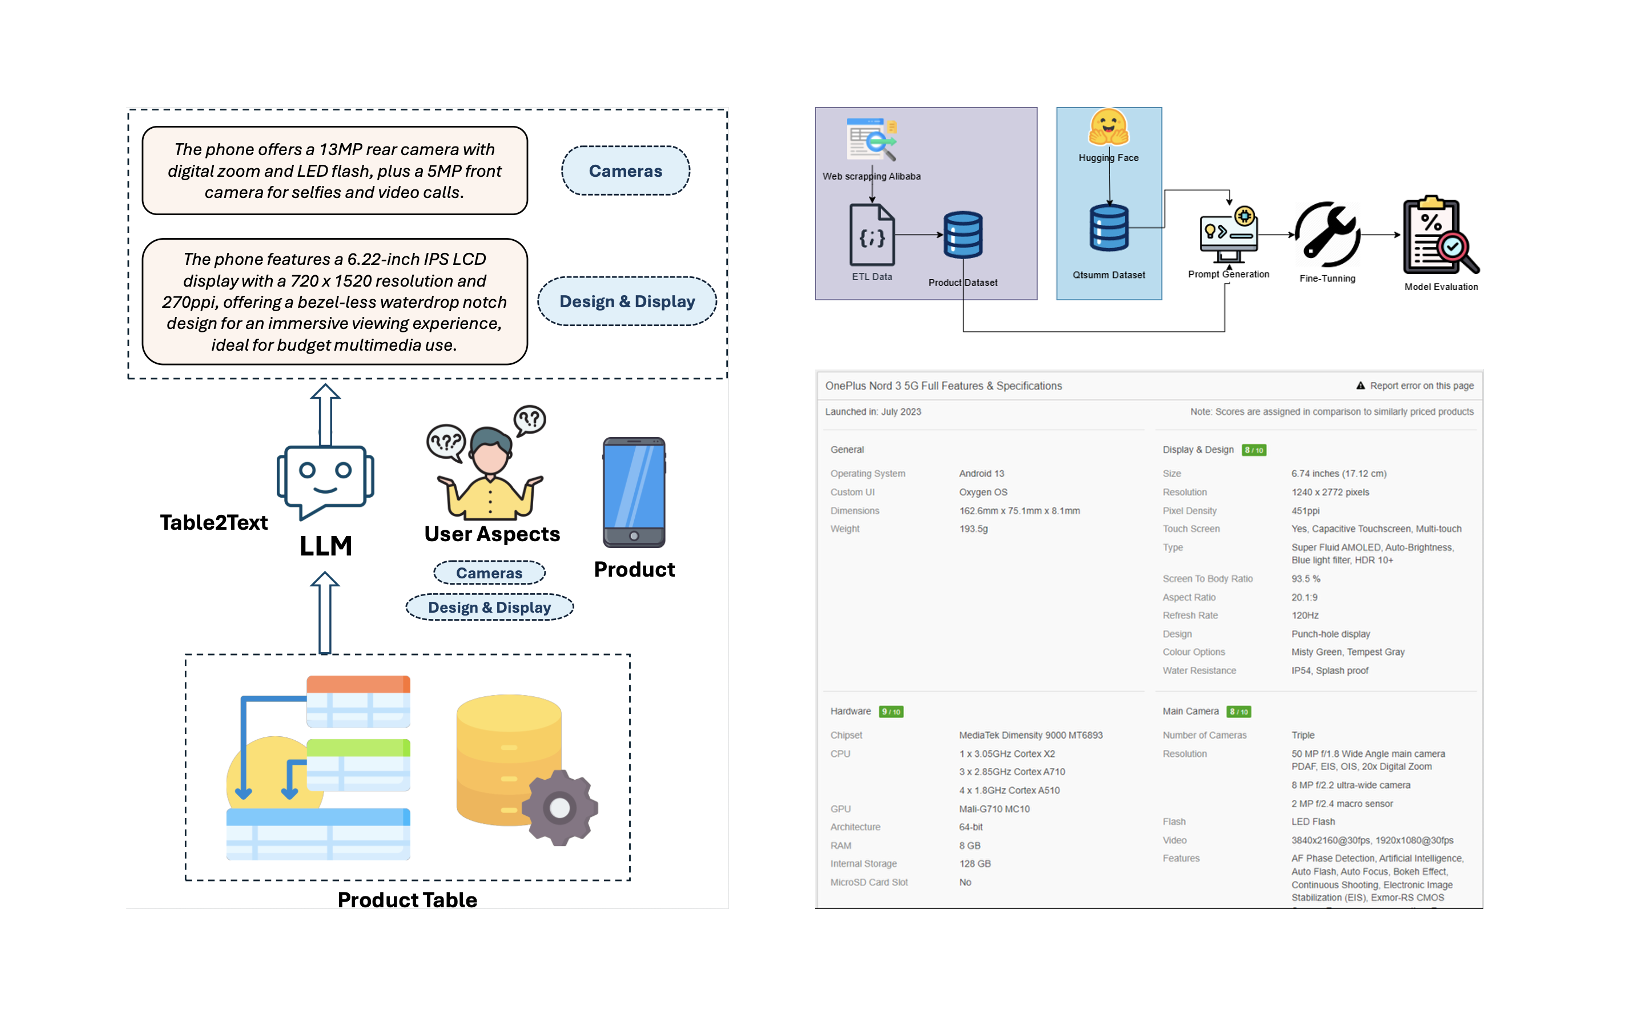 The phone offers a 13MP rear camera with
digital zoom and LED flash, plus a 5MP front
camera for selfies and video calls.
Cameras
The phone features a 6.22-inch IPS LCD
display with a 720 x 1520 resolution and
270ppi, offering a bezel-less waterdrop notch
design for an immersive viewing experience,
ideal for budget multimedia use.
Design & Display
???
??
Table2Text
LLM
User Aspects
Cameras
Design & Display
Product
Product Table
Web scrapping Alibaba
{;}
ETL Data
Product Dataset
Hugging Face
Qtsumm Dataset
Prompt Generation
Fine-Tunning
%
Model Evaluation
OnePlus Nord 3 5G Full Features & Specifications
Report error on this page
Launched in: July 2023
Note: Scores are assigned in comparison to similarly priced products
General
Operating System Android 13
Custom UI Oxygen OS
Dimensions 162.6mm x 75.1mm x 8.1mm
Weight 193.5g
Display & Design 8 / 10
Size 6.74 inches (17.12 cm)
Resolution 1240 x 2772 pixels
Pixel Density 451ppi
Touch Screen Yes, Capacitive Touchscreen, Multi-touch
Type Super Fluid AMOLED, Auto-Brightness,
Blue light filter, HDR 10+
Screen To Body Ratio 93.5 %
Aspect Ratio 20.1:9
Refresh Rate 120Hz
Design Punch-hole display
Colour Options Misty Green, Tempest Gray
Water Resistance IP54, Splash proof
Hardware 9 / 10
Chipset MediaTek Dimensity 9000 MT6893
CPU 1 x 3.05GHz Cortex X2
3 x 2.85GHz Cortex A710
4 x 1.8GHz Cortex A510
GPU Mali-G710 MC10
Architecture 64-bit
RAM 8 GB
Internal Storage 128 GB
MicroSD Card Slot No
Main Camera 8 / 10
Number of Cameras Triple
Resolution 50 MP f/1.8 Wide Angle main camera
PDAF, EIS, OIS, 20x Digital Zoom
8 MP f/2.2 ultra-wide camera
2 MP f/2.4 macro sensor
Flash LED Flash
Video 3840x2160@30fps, 1920x1080@30fps
Features AF Phase Detection, Artificial Intelligence,
Auto Flash, Auto Focus, Bokeh Effect,
Continuous Shooting, Electronic Image
Stabilization (EIS), Exmor-RS CMOS